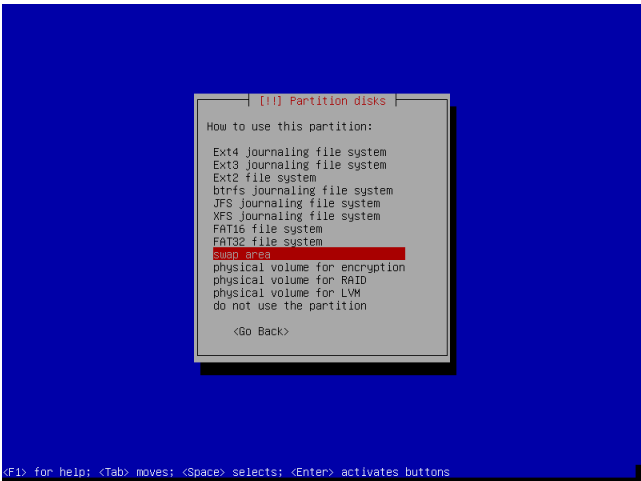 [!!] Partition disks
How to use this partition:
Ext4 journaling file system
Ext3 journaling file system
Ext2 file system
btrfs journaling file system
JFS journaling file system
XFS journaling file system
FAT16 file system
FAT32 file system
swap area
physical volume for encryption
physical volume for RAID
physical volume for LVM
do not use the partition
<Go Back>
<F1> for help; <Tab> moves; <Space> selects; <Enter> activates buttons